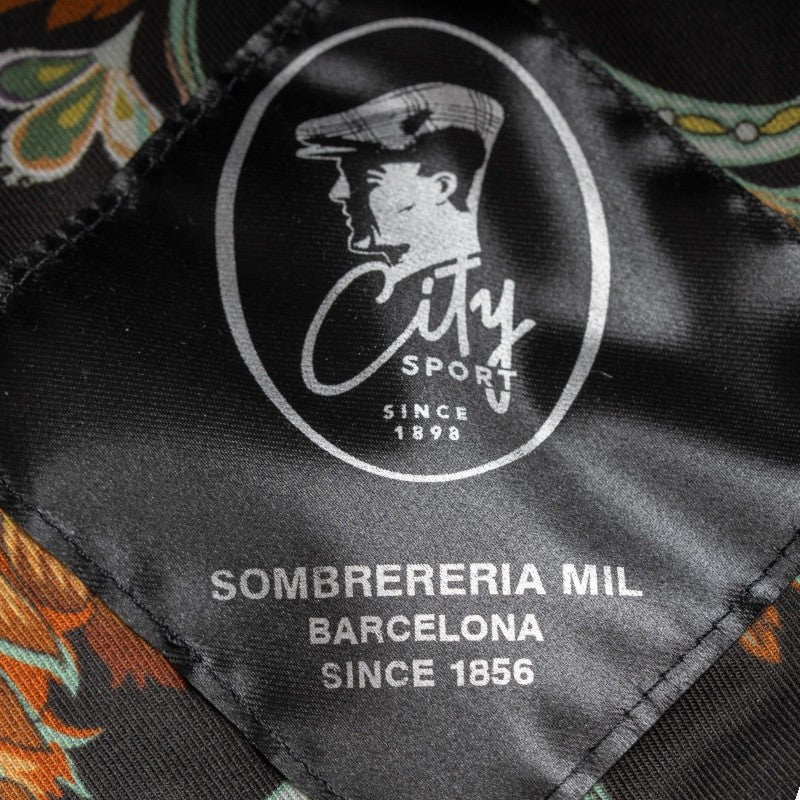 City
SPORT
SINCE
1898
SOMBRERERIA MIL
BARCELONA
SINCE 1856